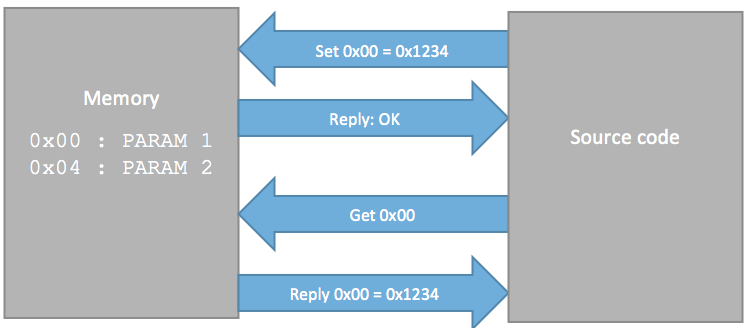 Memory
0x00 : PARAM 1
0x04 : PARAM 2
Set 0x00 = 0x1234
Reply: OK
Get 0x00
Reply 0x00 = 0x1234
Source code